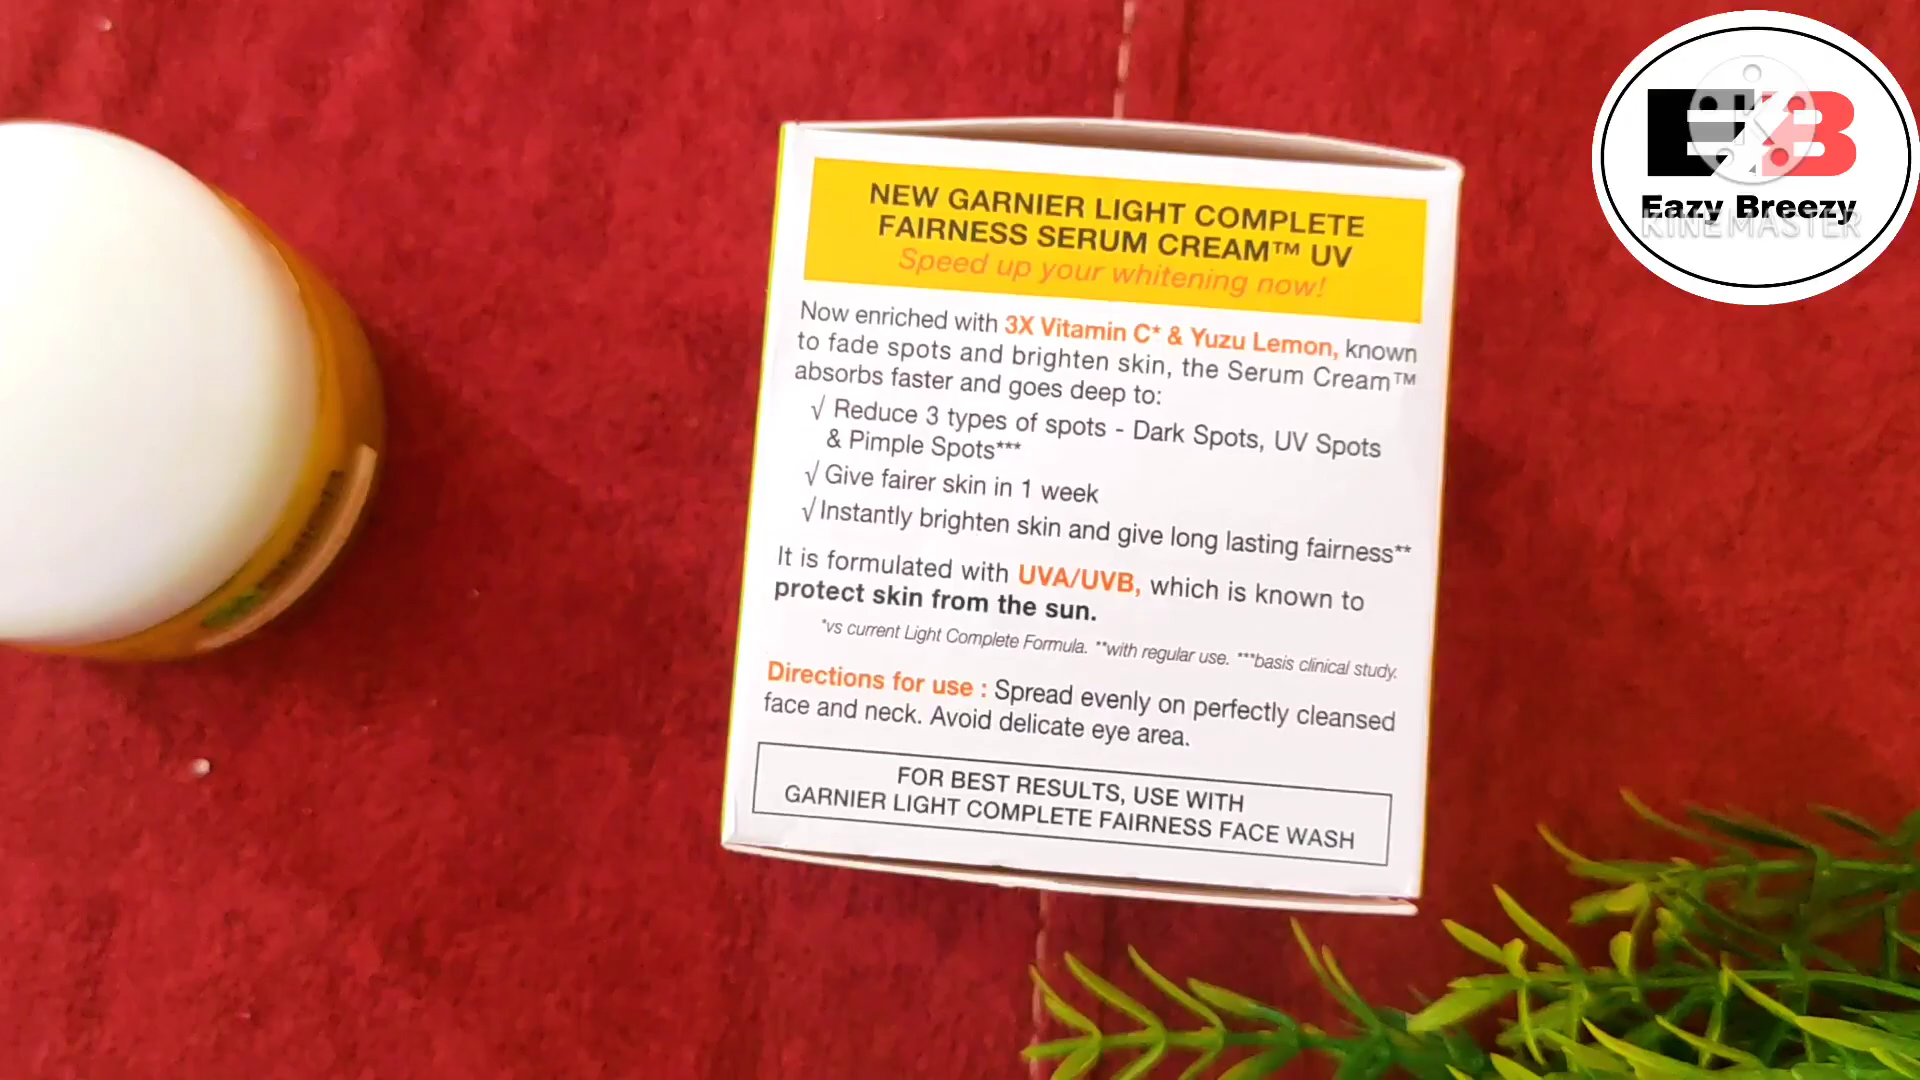 NEW GARNIER LIGHT COMPLETE
FAIRNESS SERUM CREAM™ UV
Speed up your whitening now!
Now enriched with 3X Vitamin C* & Yuzu Lemon, known
to fade spots and brighten skin, the Serum Cream™
absorbs faster and goes deep to:
√ Reduce 3 types of spots - Dark Spots, UV Spots
& Pimple Spots***
√ Give fairer skin in 1 week
√ Instantly brighten skin and give long lasting fairness**
It is formulated with UVA/UVB, which is known to
protect skin from the sun.
*vs current Light Complete Formula. **with regular use. ***basis clinical study.
Directions for use : Spread evenly on perfectly cleansed
face and neck. Avoid delicate eye area.
FOR BEST RESULTS, USE WITH
GARNIER LIGHT COMPLETE FAIRNESS FACE WASH
EB
Eazy Breezy
KINEMASTER